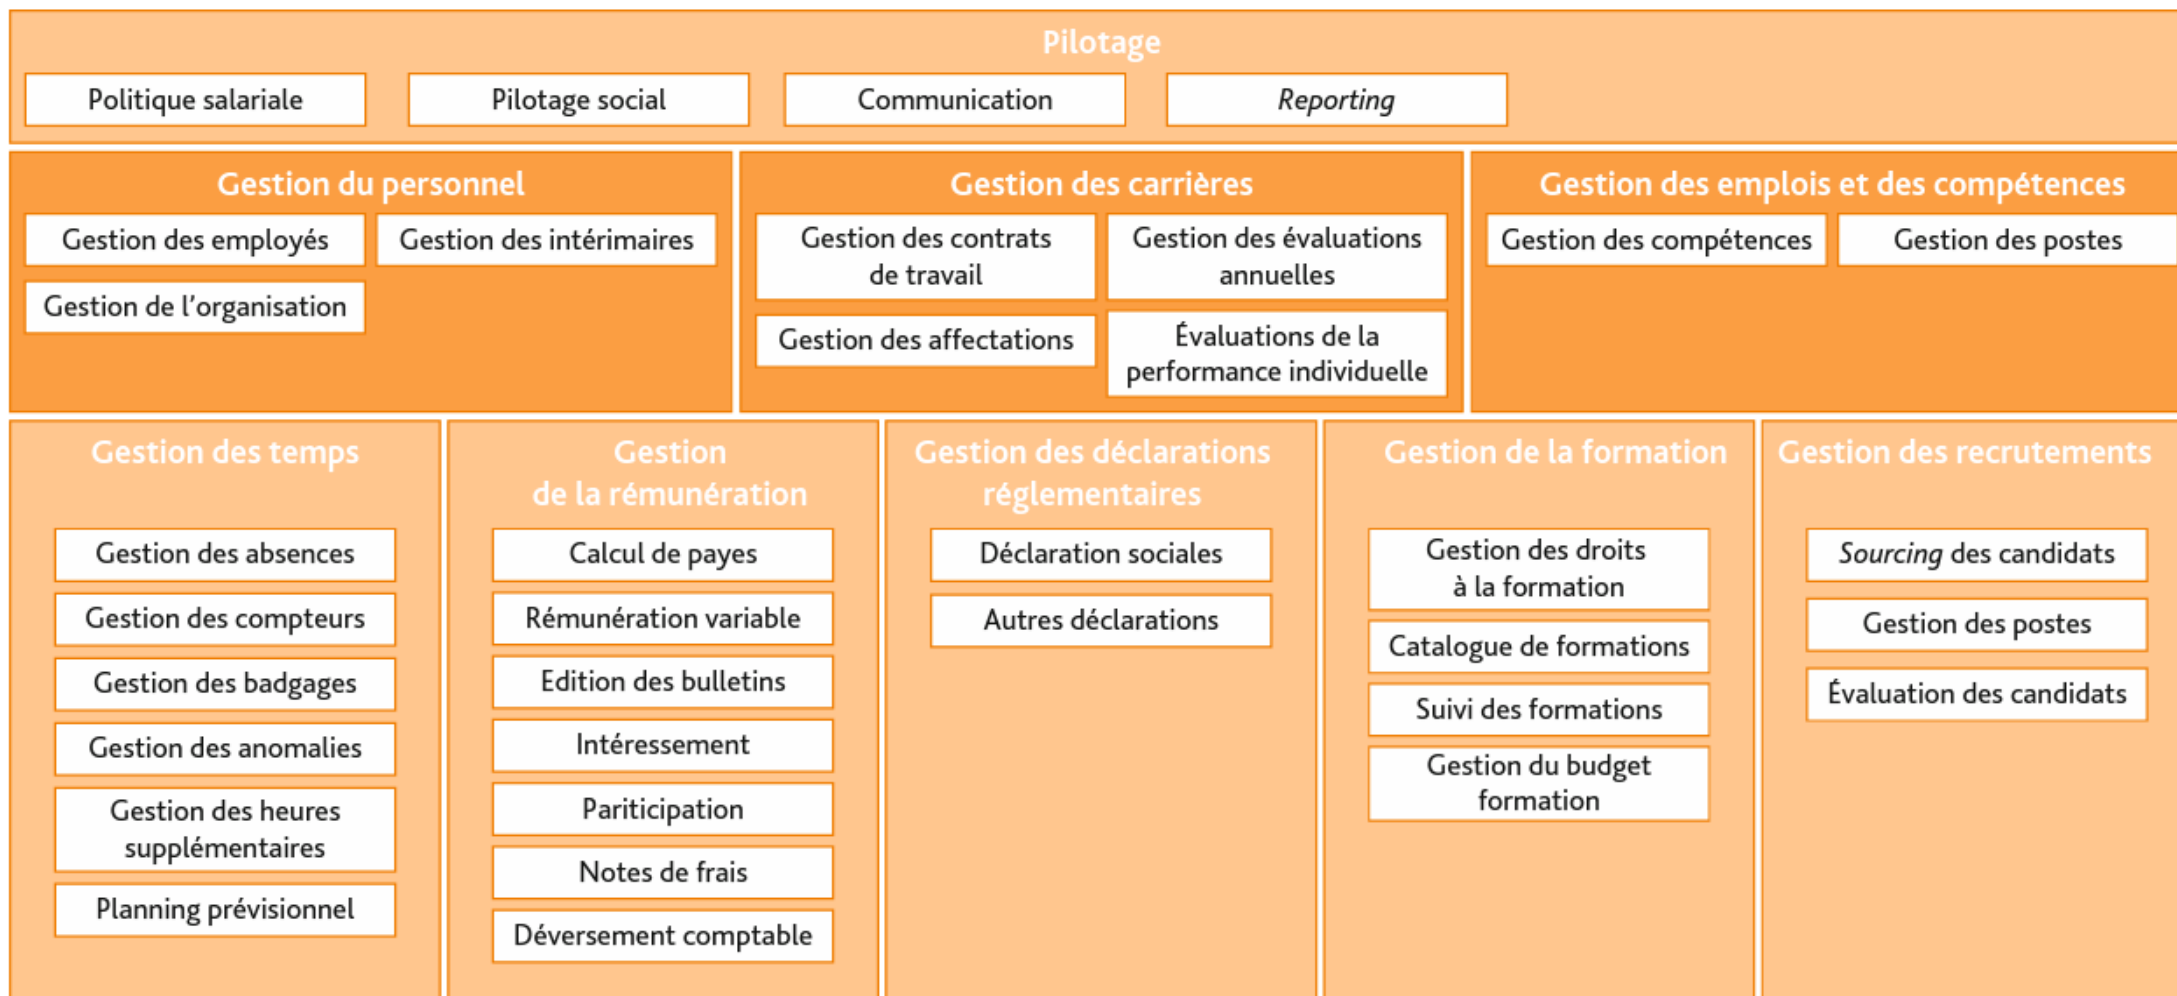 Pilotage
Politique salariale
Pilotage social
Communication
Reporting
Gestion du personnel
Gestion des employés
Gestion des intérimaires
Gestion de l'organisation
Gestion des carrières
Gestion des contrats
de travail
Gestion des évaluations
annuelles
Gestion des affectations
Évaluations de la
performance individuelle
Gestion des emplois et des compétences
Gestion des compétences
Gestion des postes
Gestion des temps
Gestion des absences
Gestion des compteurs
Gestion des badgages
Gestion des anomalies
Gestion des heures
supplémentaires
Planning prévisionnel
Gestion
de la rémunération
Calcul de payes
Rémunération variable
Edition des bulletins
Intéressement
Pariticipation
Notes de frais
Déversement comptable
Gestion des déclarations
réglementaires
Déclaration sociales
Autres déclarations
Gestion de la formation
Gestion des droits
à la formation
Catalogue de formations
Suivi des formations
Gestion du budget
formation
Gestion des recrutements
Sourcing des candidats
Gestion des postes
Évaluation des candidats